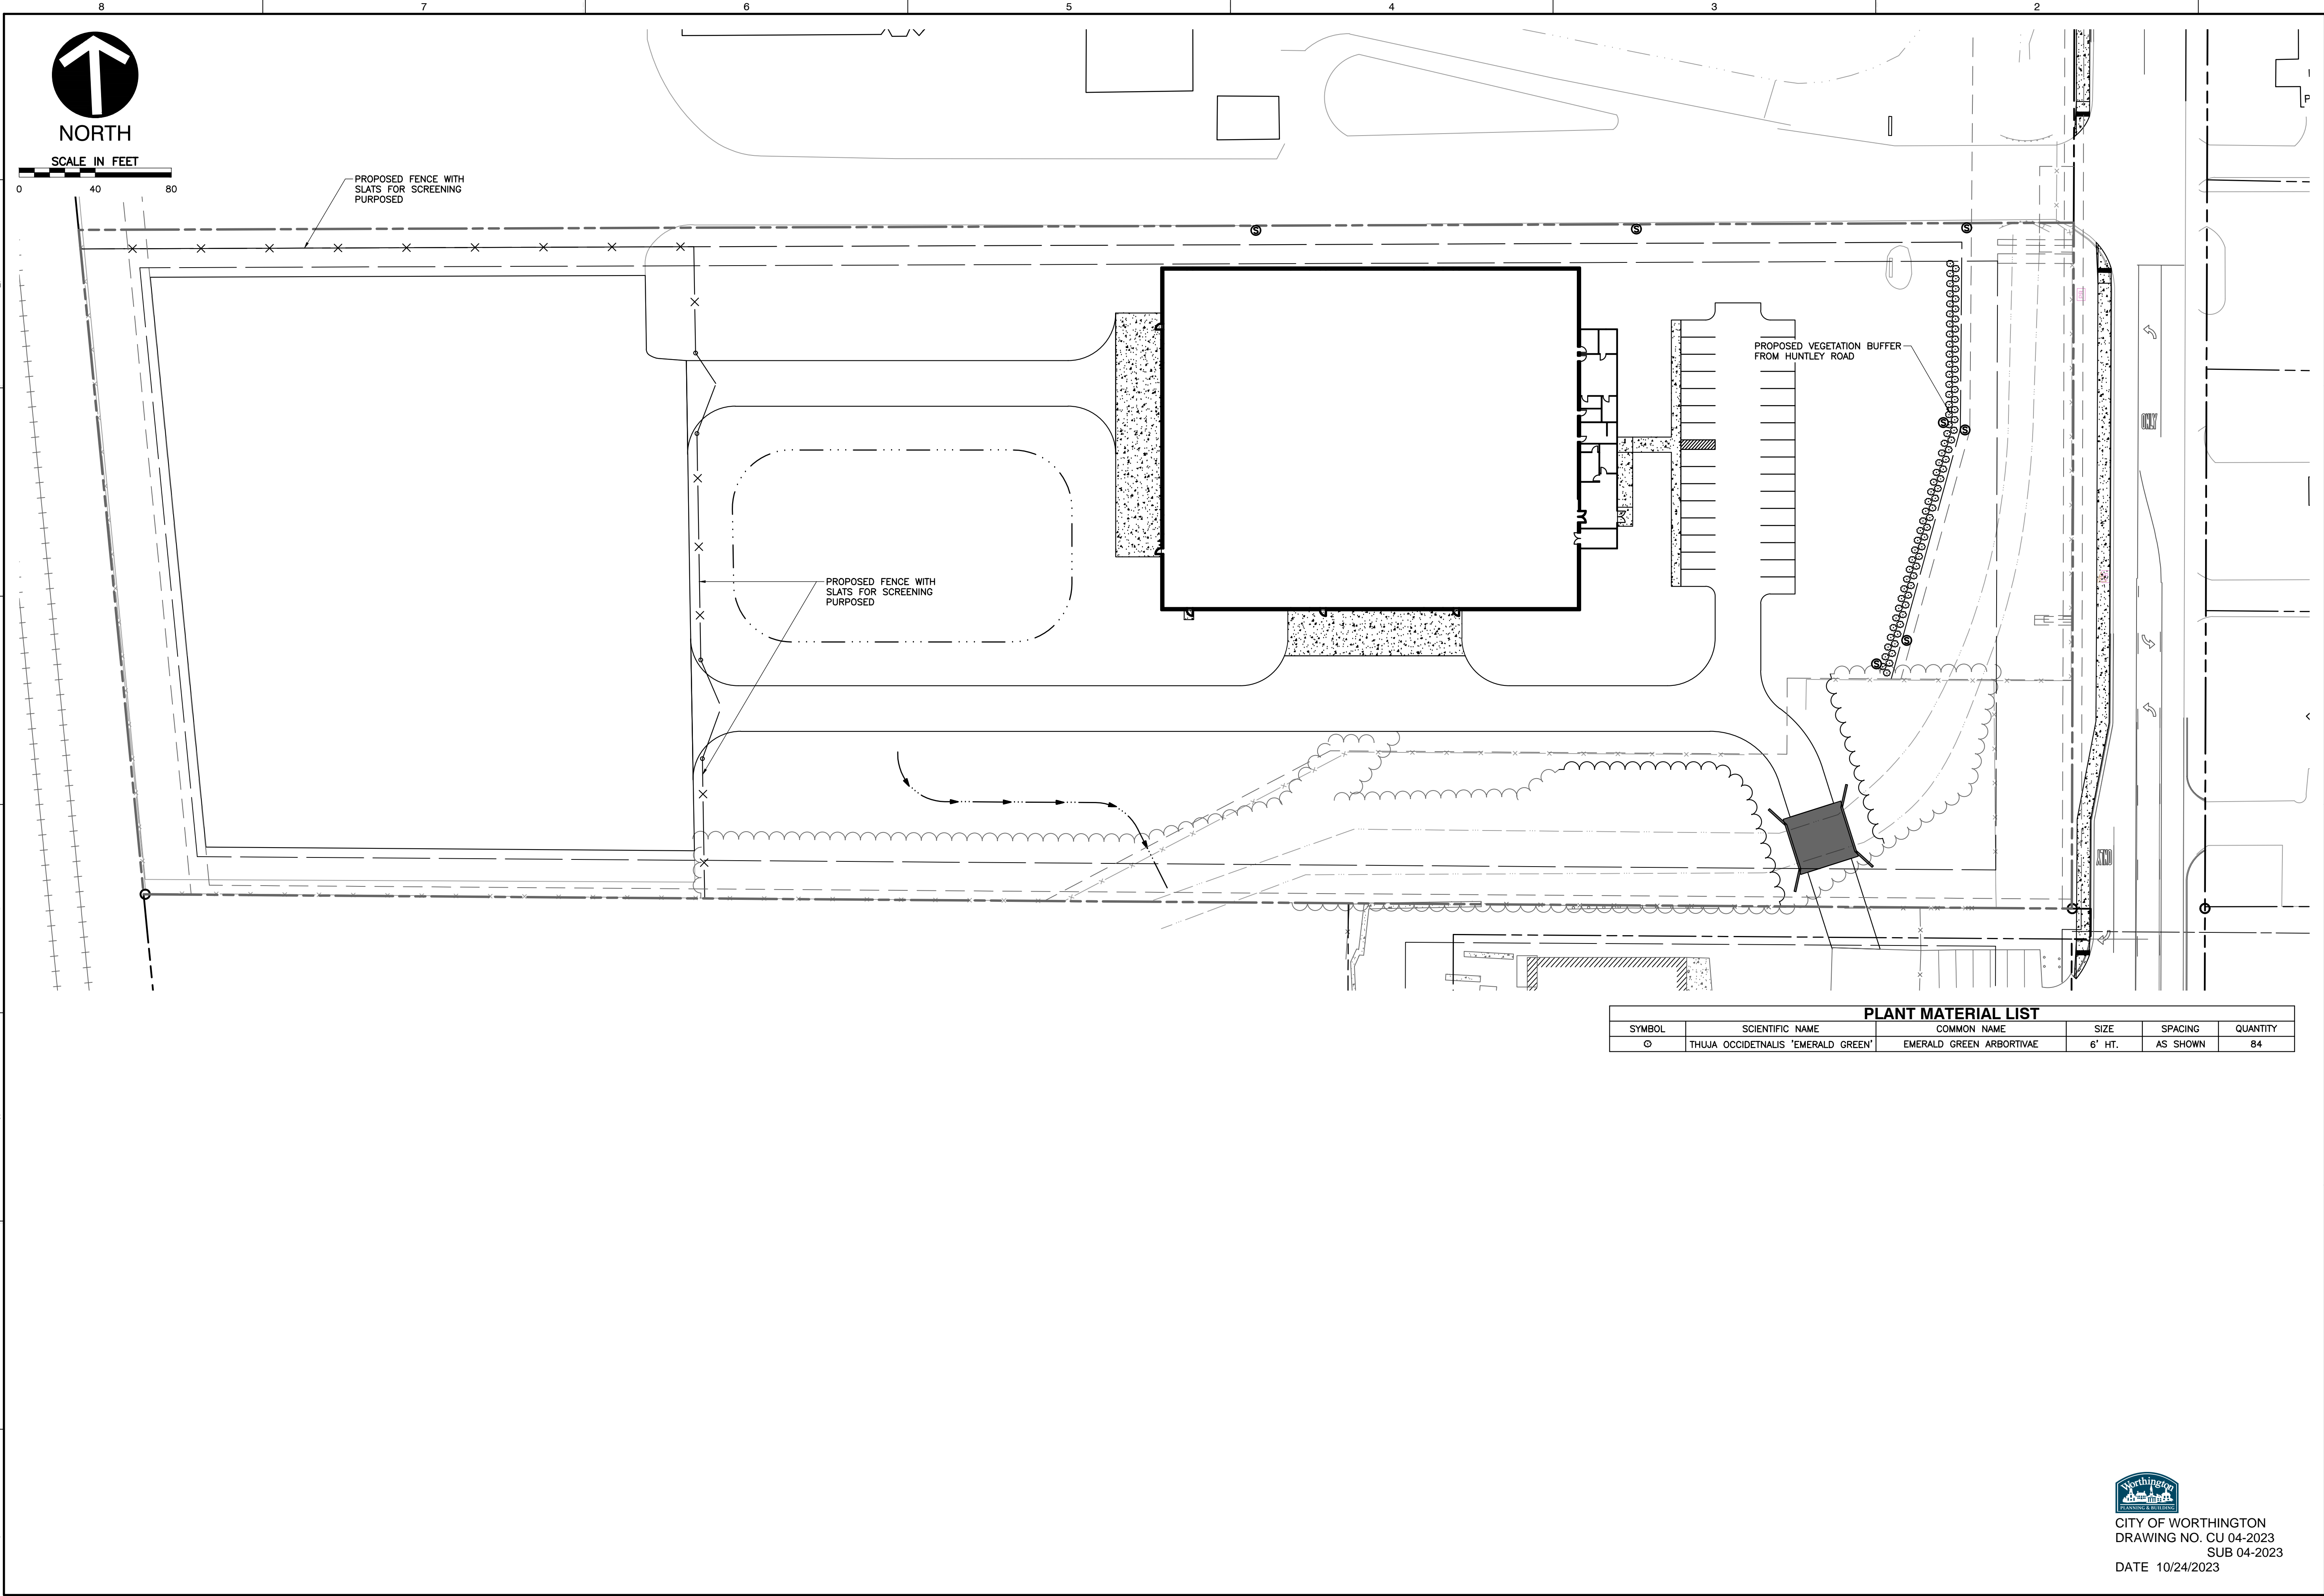 8 7 6 5 4 3 2
NORTH
SCALE IN FEET
0 40 80
PROPOSED FENCE WITH
SLATS FOR SCREENING
PURPOSED
PROPOSED VEGETATION BUFFER
FROM HUNTLEY ROAD
PROPOSED FENCE WITH
SLATS FOR SCREENING
PURPOSED
S S S
S S
S S
P
ONLY
PLANT MATERIAL LIST
SYMBOL SCIENTIFIC NAME COMMON NAME SIZE SPACING QUANTITY
THUJA OCCIDETNALIS 'EMERALD GREEN' EMERALD GREEN ARBORTIVAE 6' HT. AS SHOWN 84
Worthington
PLANNING & BUILDING
CITY OF WORTHINGTON
DRAWING NO. CU 04-2023
SUB 04-2023
DATE 10/24/2023